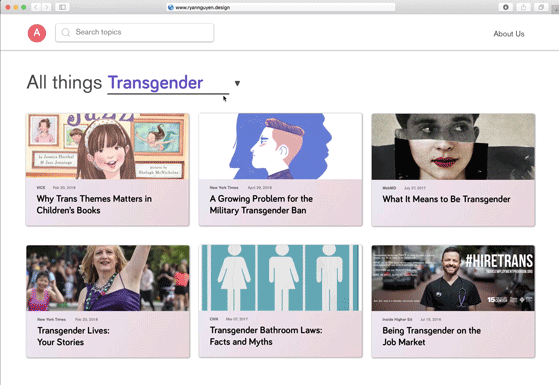 www.ryannguyen.design
A
Search topics
About Us
All things Transgender
JAZZ
by Jessica Herthel
& Jazz Jennings
pictures by
Shelagh McNicholas
VICE Feb 20, 2018
Why Trans Themes Matters in
Children's Books
New York Times April 28, 2018
A Growing Problem for the
Military Transgender Ban
WebMD July 27, 2017
What It Means to Be Transgender
New York Times Feb 23, 2018
Transgender Lives:
Your Stories
CNN Mar 07, 2017
Transgender Bathroom Laws:
Facts and Myths
#HIRETRANS
Inside Higher Ed Jul 19, 2018
Being Transgender on the
Job Market